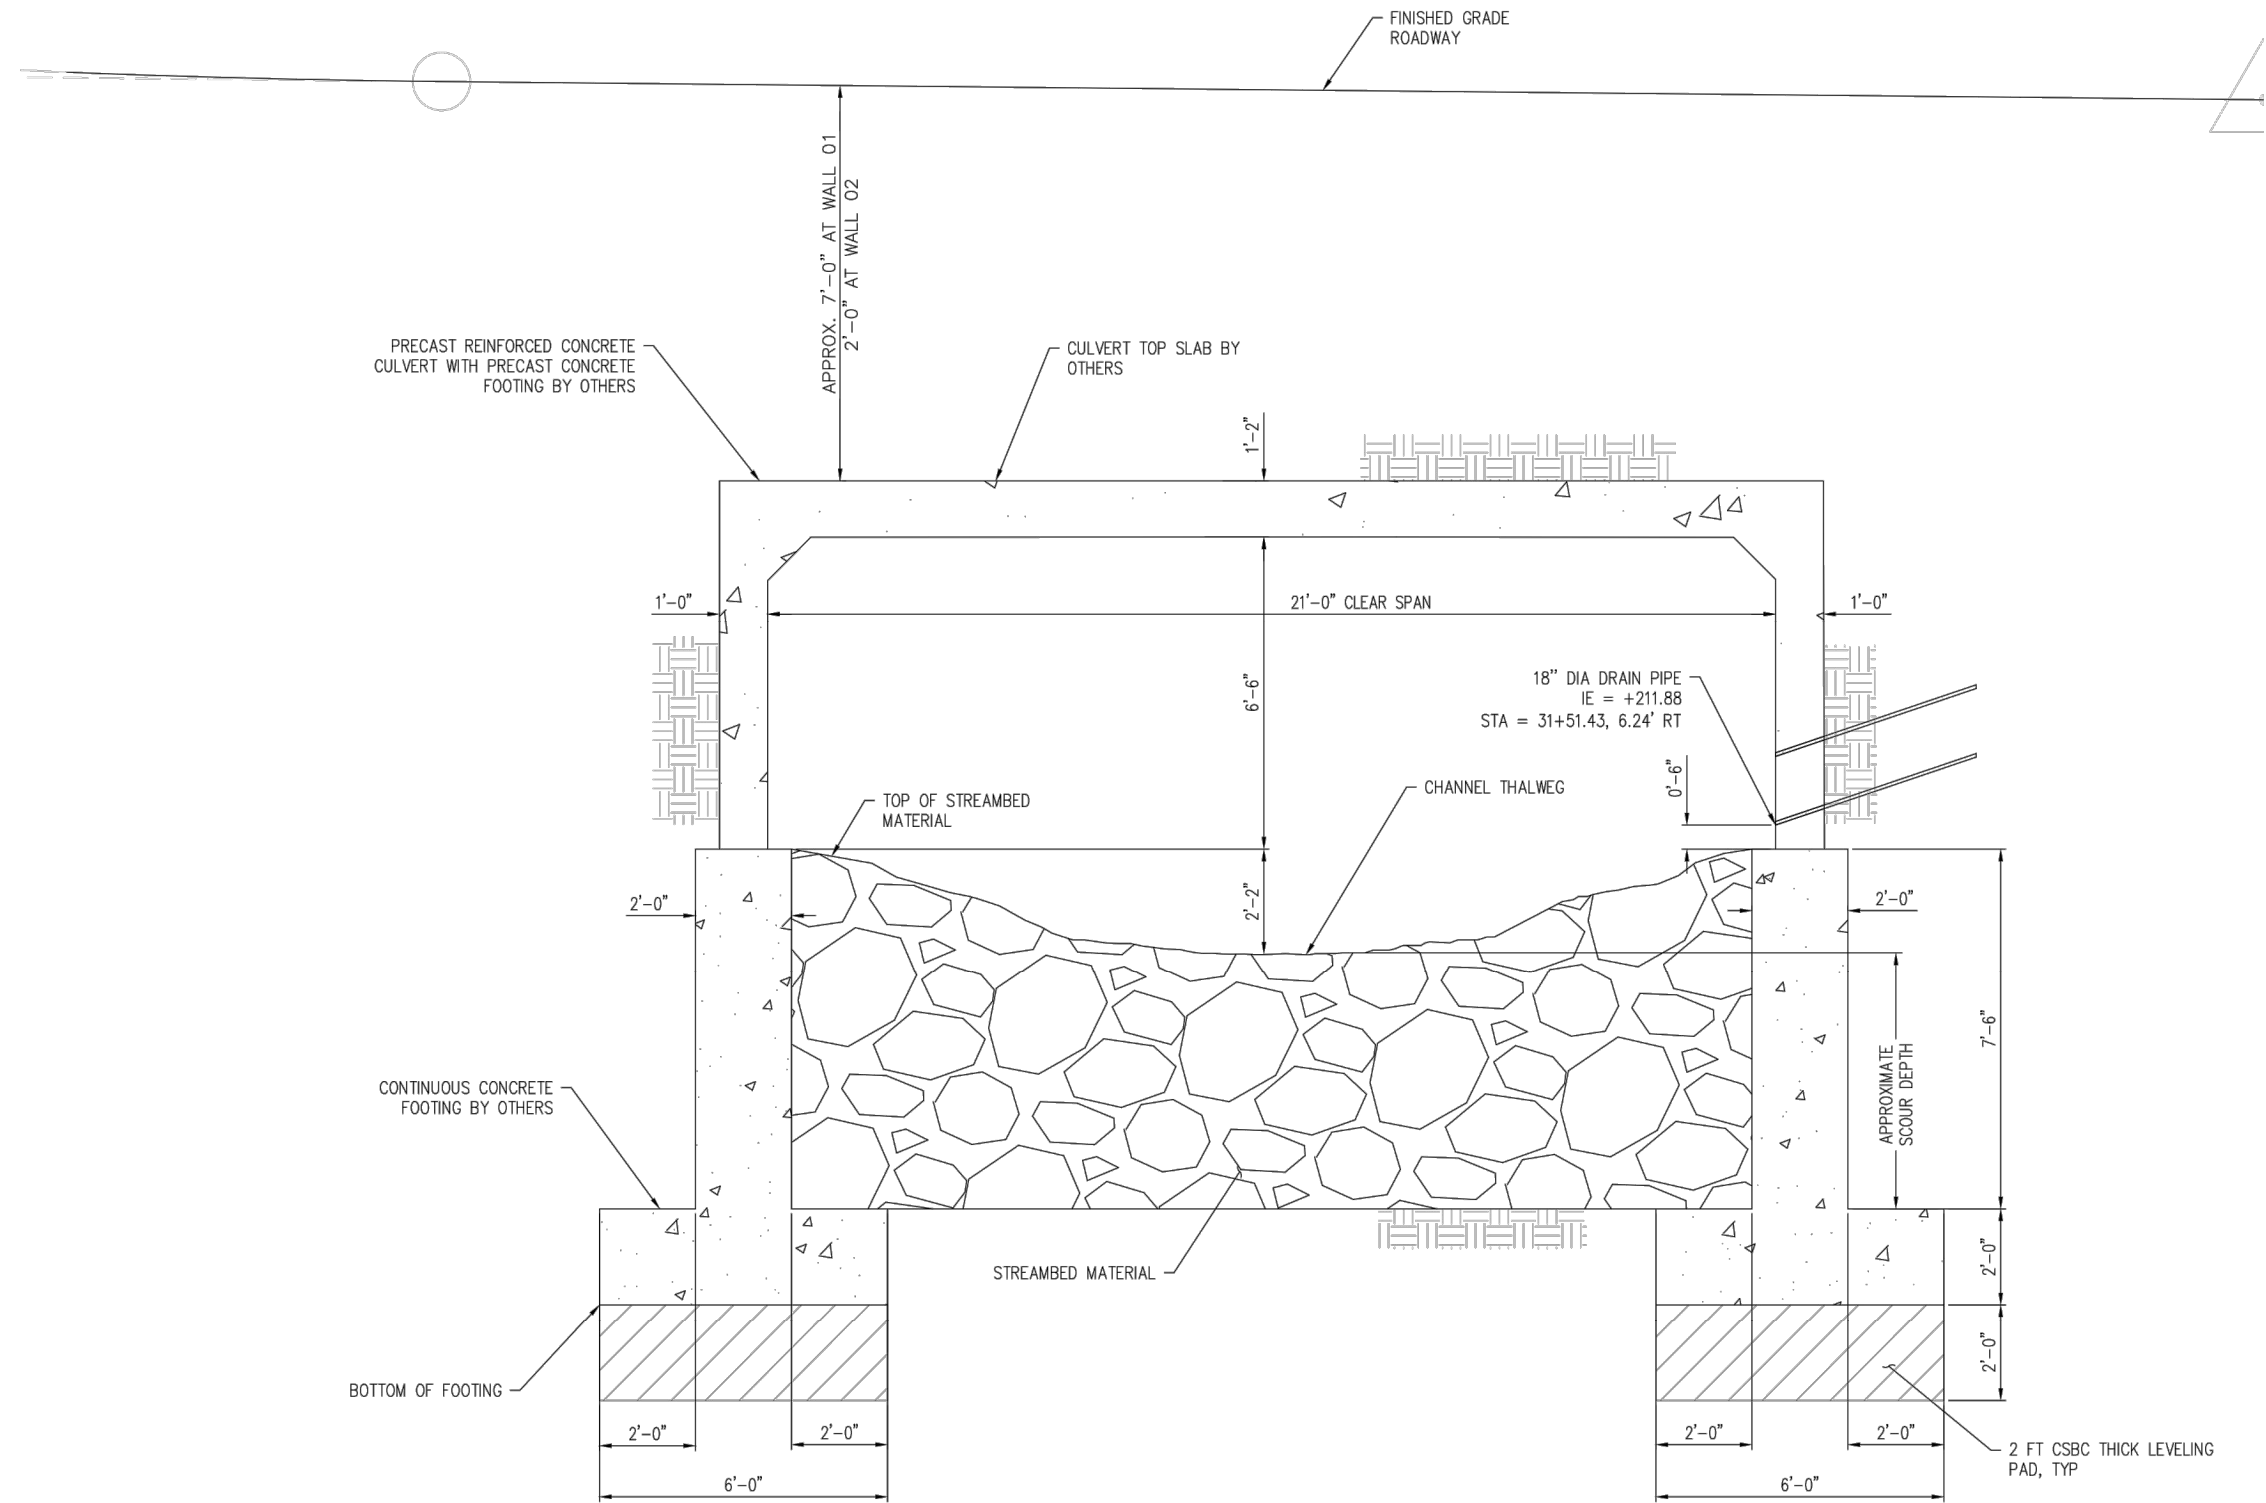 FINISHED GRADE
ROADWAY
APPROX. 7'-0" AT WALL 01
2'-0" AT WALL 02
PRECAST REINFORCED CONCRETE
CULVERT WITH PRECAST CONCRETE
FOOTING BY OTHERS
CULVERT TOP SLAB BY
OTHERS
1'-2"
1'-0"
21'-0" CLEAR SPAN
1'-0"
6'-6"
18" DIA DRAIN PIPE
IE = +211.88
STA = 31+51.43, 6.24' RT
0'-6"
TOP OF STREAMBED
MATERIAL
CHANNEL THALWEG
2'-0"
2'-2"
2'-0"
7'-6"
APPROXIMATE
SCOUR DEPTH
CONTINUOUS CONCRETE
FOOTING BY OTHERS
STREAMBED MATERIAL
2'-0"
2'-0"
BOTTOM OF FOOTING
2'-0"
2'-0"
2'-0"
2'-0"
2 FT CSBC THICK LEVELING
PAD, TYP
6'-0"
6'-0"